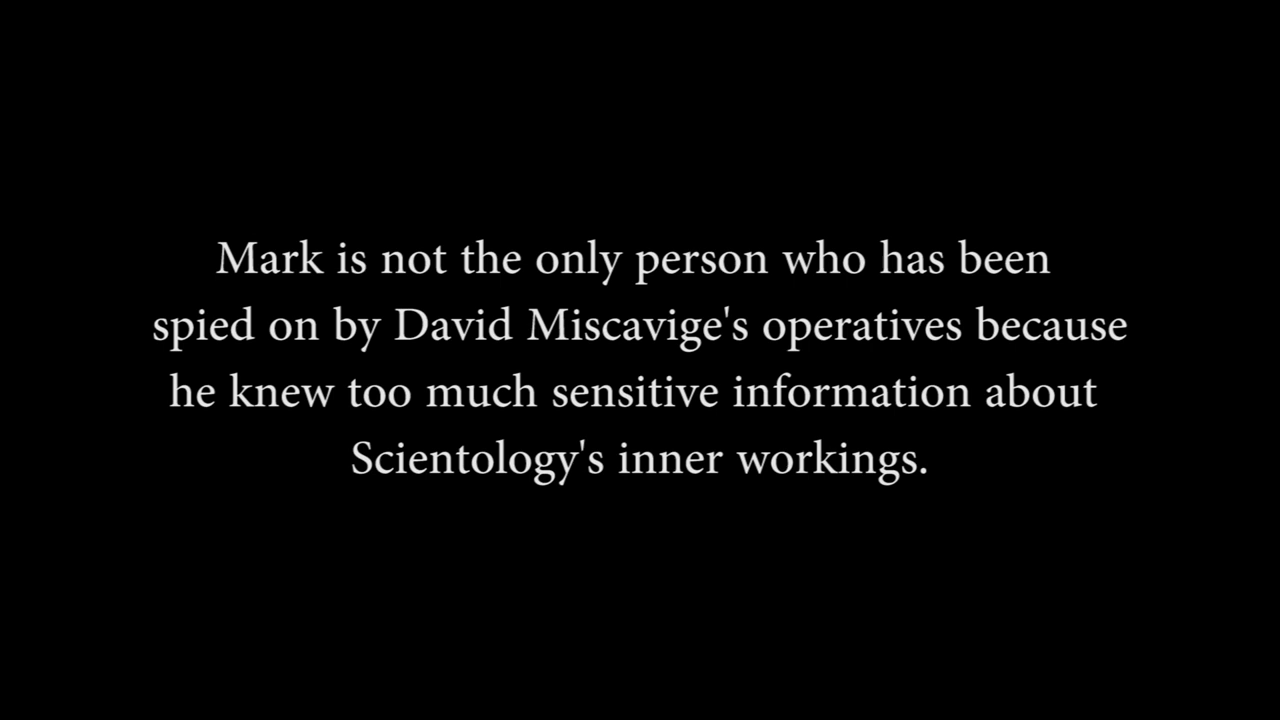 Mark is not the only person who has been
spied on by David Miscavige's operatives because
he knew too much sensitive information about
Scientology's inner workings.